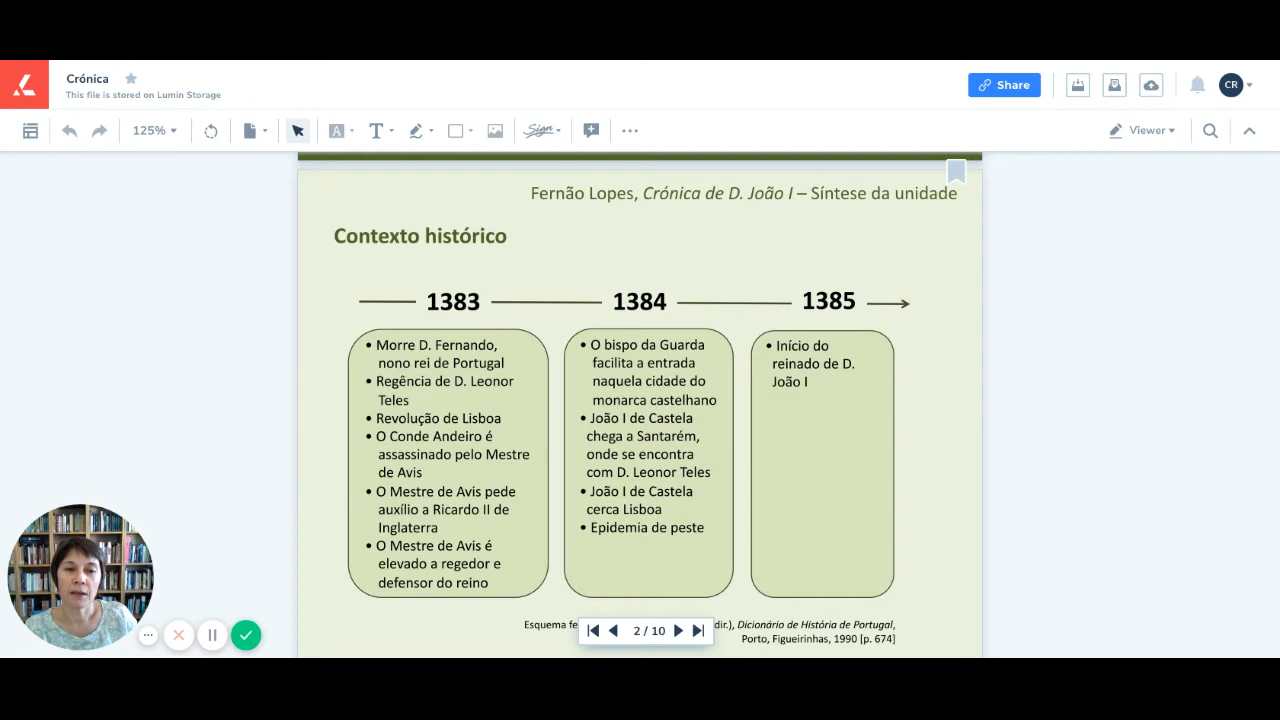 Crónica
This file is stored on Lumin Storage
Share
CR
125%
A
T
Sign
Viewer
Fernão Lopes, Crónica de D. João I – Síntese da unidade
Contexto histórico
1383
1384
1385
• Morre D. Fernando,
nono rei de Portugal
• Regência de D. Leonor
Teles
• Revolução de Lisboa
• O Conde Andeiro é
assassinado pelo Mestre
de Avis
• O Mestre de Avis pede
auxílio a Ricardo II de
Inglaterra
• O Mestre de Avis é
elevado a regedor e
defensor do reino
• O bispo da Guarda
facilita a entrada
naquela cidade do
monarca castelhano
• João I de Castela
chega a Santarém,
onde se encontra
com D. Leonor Teles
• João I de Castela
cerca Lisboa
• Epidemia de peste
• Início do
reinado de D.
João I
Esquema dir.), Dicionário de História de Portugal,
Porto, Figueirinhas, 1990 [p. 674]
2 / 10